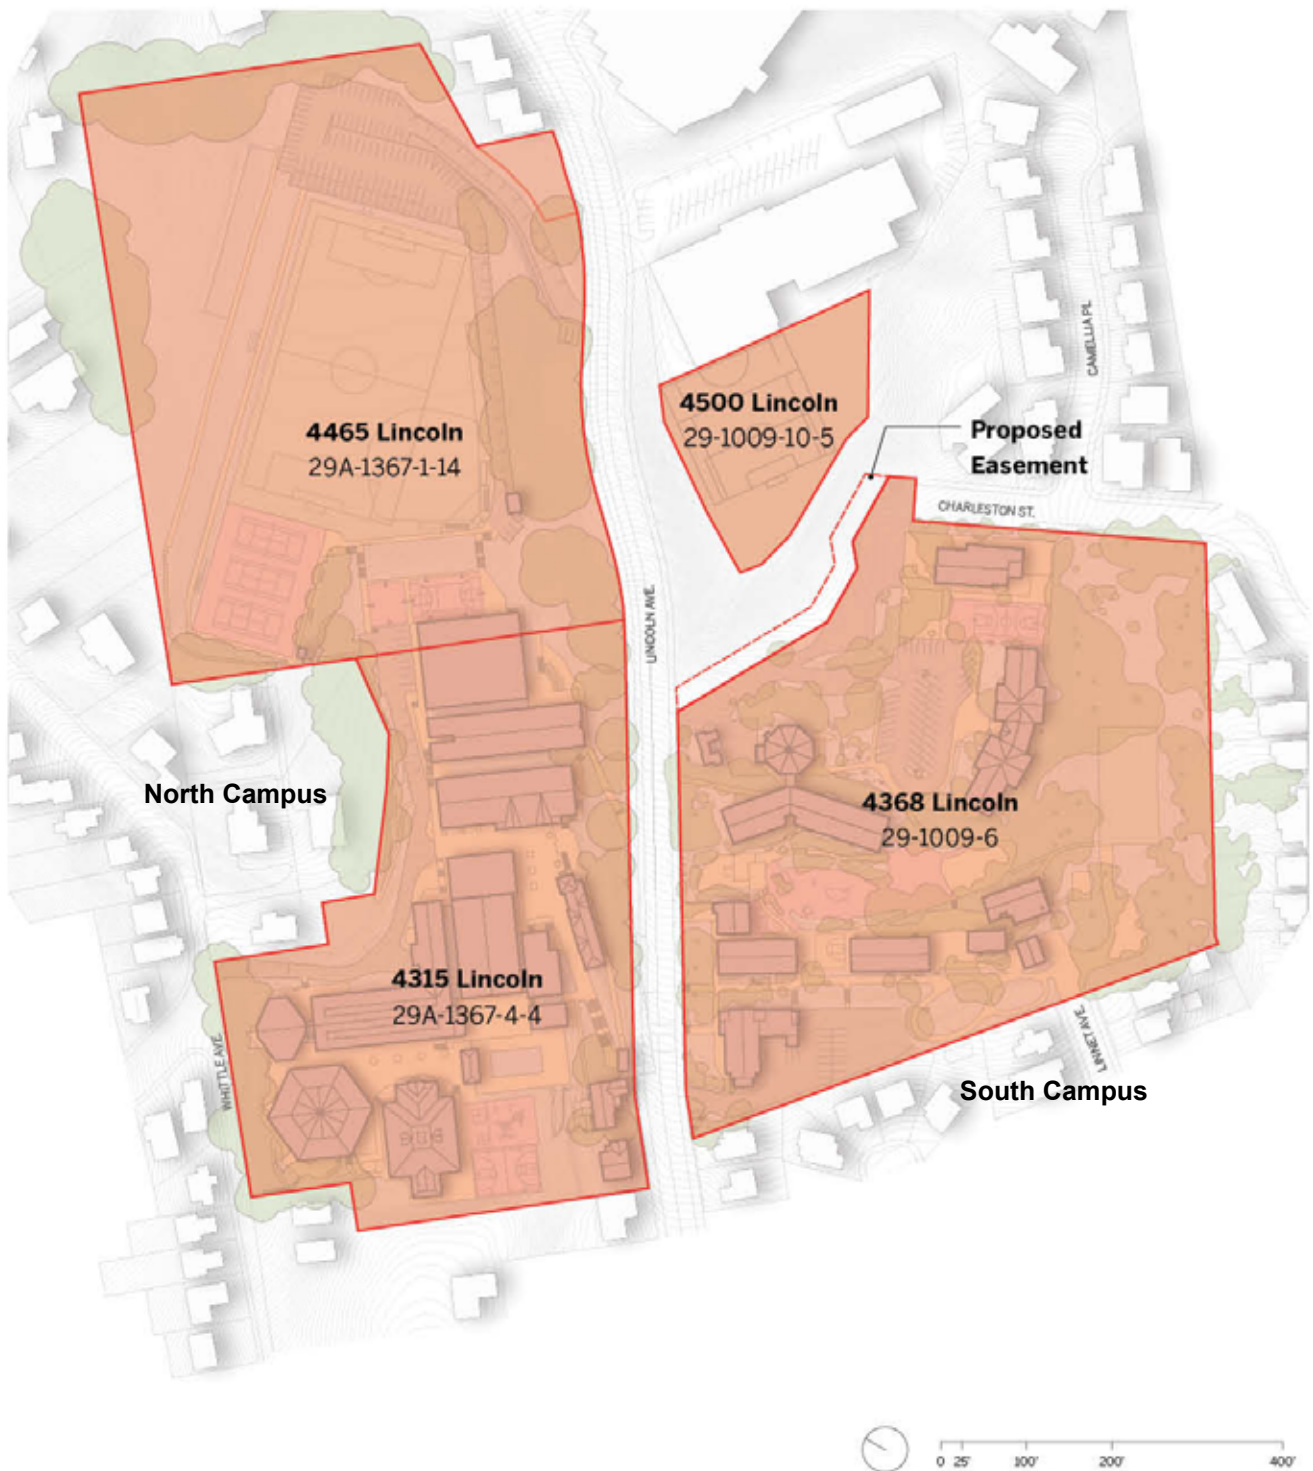 4500 Lincoln
29-1009-10-5
CAMELLIA PL.
4465 Lincoln
29A-1367-1-14
Proposed
Easement
CHARLESTON ST.
LINCOLN AVE.
North Campus
4368 Lincoln
29-1009-6
4315 Lincoln
29A-1367-4-4
WHITTLE AVE.
LINNET AVE.
South Campus
0 25' 100' 200' 400'